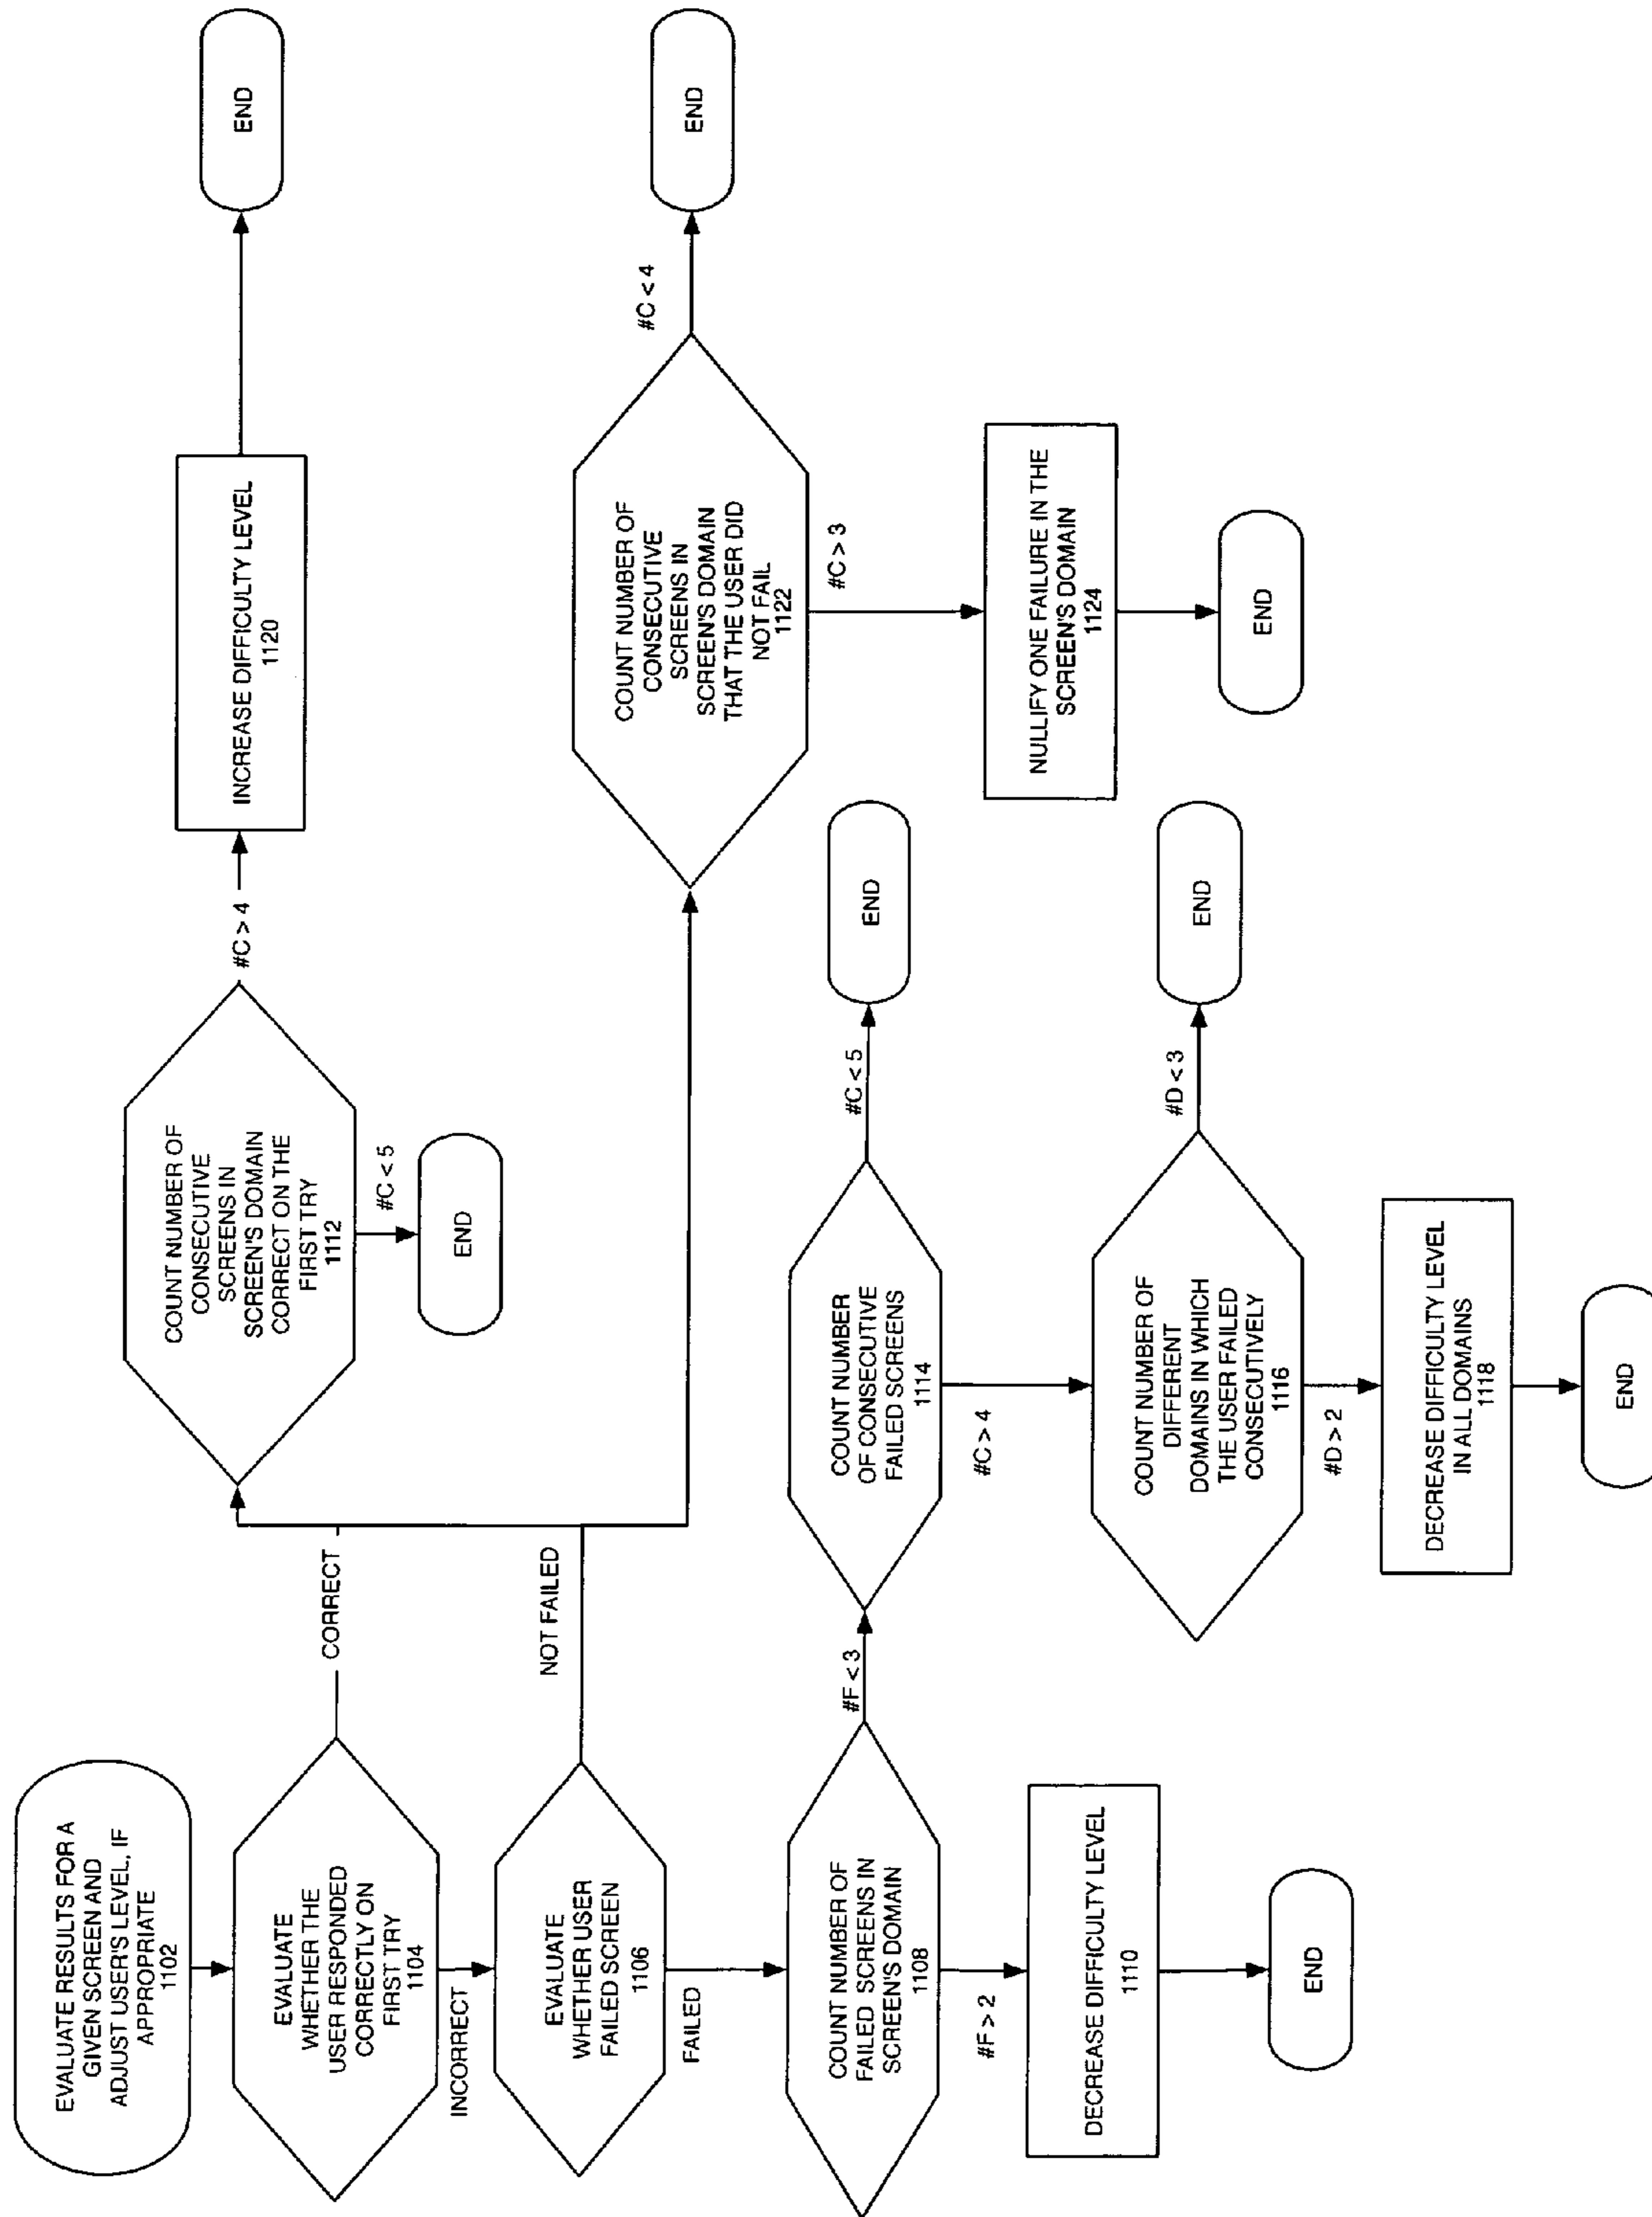 EVALUATE RESULTS FOR A
GIVEN SCREEN AND
ADJUST USER'S LEVEL, IF
APPROPRIATE
1102
EVALUATE
WHETHER THE
USER RESPONDED
CORRECTLY ON
FIRST TRY
1104
CORRECT
INCORRECT
EVALUATE
WHETHER USER
FAILED SCREEN
1106
NOT FAILED
FAILED
COUNT NUMBER OF
FAILED SCREENS IN
SCREEN'S DOMAIN
1108
#F < 3
#F > 2
DECREASE DIFFICULTY LEVEL
1110
END
COUNT NUMBER OF
CONSECUTIVE
SCREENS IN
SCREEN'S DOMAIN
CORRECT ON THE
FIRST TRY
1112
#C > 4
#C < 5
END
INCREASE DIFFICULTY LEVEL
1120
END
COUNT NUMBER OF
CONSECUTIVE
SCREENS IN
SCREEN'S DOMAIN
THAT THE USER DID
NOT FAIL
1122
#C < 4
END
#C > 3
NULLIFY ONE FAILURE IN THE
SCREEN'S DOMAIN
1124
END
COUNT NUMBER
OF CONSECUTIVE
FAILED SCREENS
1114
#C < 5
END
#C > 4
COUNT NUMBER OF
DIFFERENT
DOMAINS IN WHICH
THE USER FAILED
CONSECUTIVELY
1116
#D < 3
END
#D > 2
DECREASE DIFFICULTY LEVEL
IN ALL DOMAINS
1118
END